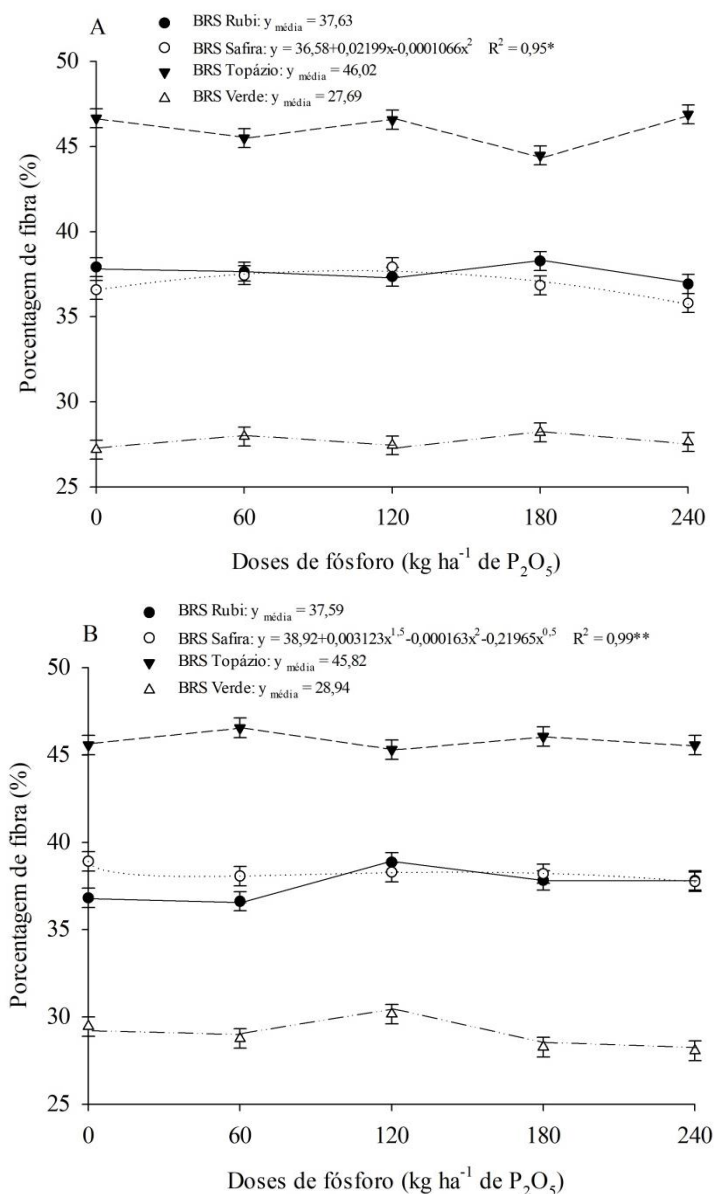 A
BRS Rubi: y média = 37,63
BRS Safira: y = 36,58+0,02199x-0,0001066x² R² = 0,95*
BRS Topázio: y média = 46,02
BRS Verde: y média = 27,69
Porcentagem de fibra (%)
50
45
40
35
30
25
0 60 120 180 240
Doses de fósforo (kg ha⁻¹ de P₂O₅)
B
BRS Rubi: y média = 37,59
BRS Safira: y = 38,92+0,003123x¹,⁵-0,000163x²-0,21965x⁰,⁵ R² = 0,99**
BRS Topázio: y média = 45,82
BRS Verde: y média = 28,94
Porcentagem de fibra (%)
50
45
40
35
30
25
0 60 120 180 240
Doses de fósforo (kg ha⁻¹ de P₂O₅)